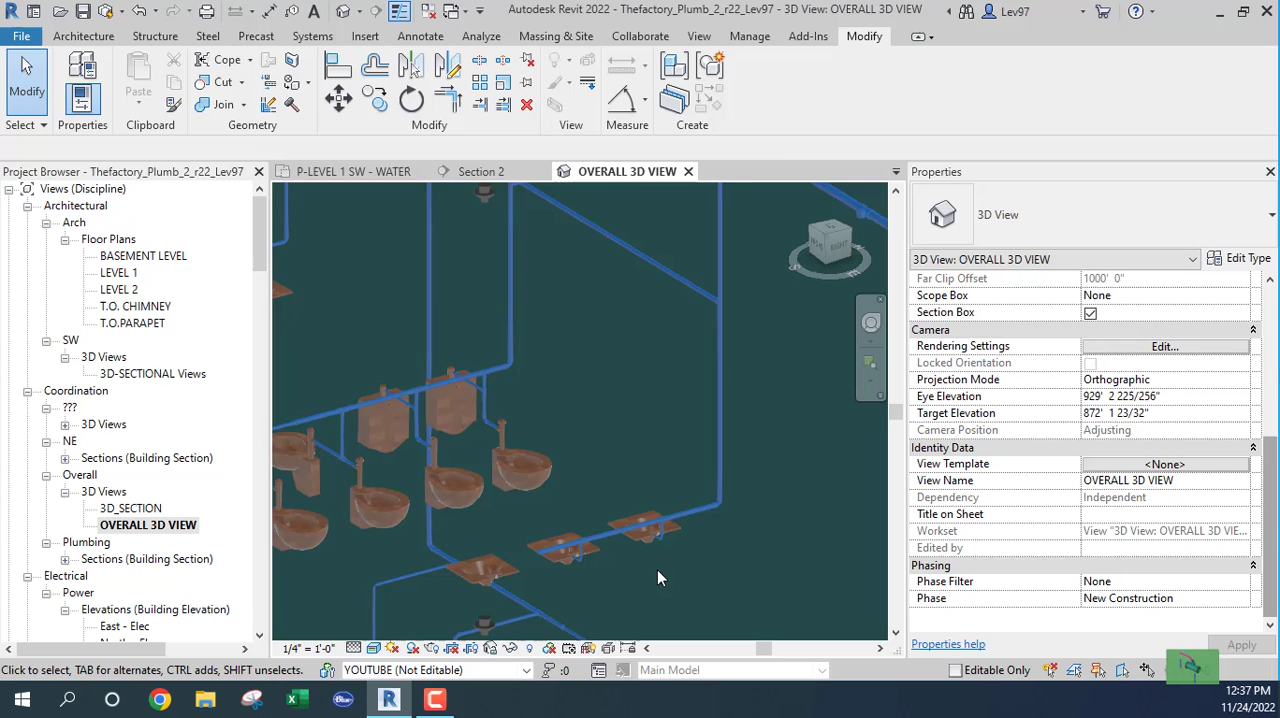 Autodesk Revit 2022 - Thefactory_Plumb_2_r22_Lev97 - 3D View: OVERALL 3D VIEW
Lev97
File Architecture Structure Steel Precast Systems Insert Annotate Analyze Massing & Site Collaborate View Manage Add-Ins Modify
Modify
Paste
Cope
Cut
Join
Select Properties Clipboard Geometry Modify View Measure Create
Project Browser - Thefactory_Plumb_2_r22_Lev97
P-LEVEL 1 SW - WATER
Section 2
OVERALL 3D VIEW
Properties
Views (Discipline)
Architectural
Arch
Floor Plans
BASEMENT LEVEL
LEVEL 1
LEVEL 2
T.O. CHIMNEY
T.O.PARAPET
SW
3D Views
3D-SECTIONAL Views
Coordination
???
3D Views
NE
Sections (Building Section)
Overall
3D Views
3D_SECTION
OVERALL 3D VIEW
Plumbing
Sections (Building Section)
Electrical
Power
Elevations (Building Elevation)
East - Elec
RIGHT
3D View
3D View: OVERALL 3D VIEW
Edit Type
Far Clip Offset 1000' 0"
Scope Box None
Section Box
Camera
Rendering Settings Edit...
Locked Orientation
Projection Mode Orthographic
Eye Elevation 929' 2 225/256"
Target Elevation 872' 1 23/32"
Camera Position Adjusting
Identity Data
View Template <None>
View Name OVERALL 3D VIEW
Dependency Independent
Title on Sheet
Workset View "3D View: OVERALL 3D VIE...
Edited by
Phasing
Phase Filter None
Phase New Construction
Properties help
Apply
1/4" = 1'-0"
Click to select, TAB for alternates, CTRL adds, SHIFT unselects.
YOUTUBE (Not Editable)
:0
Main Model
Editable Only
12:37 PM
11/24/2022